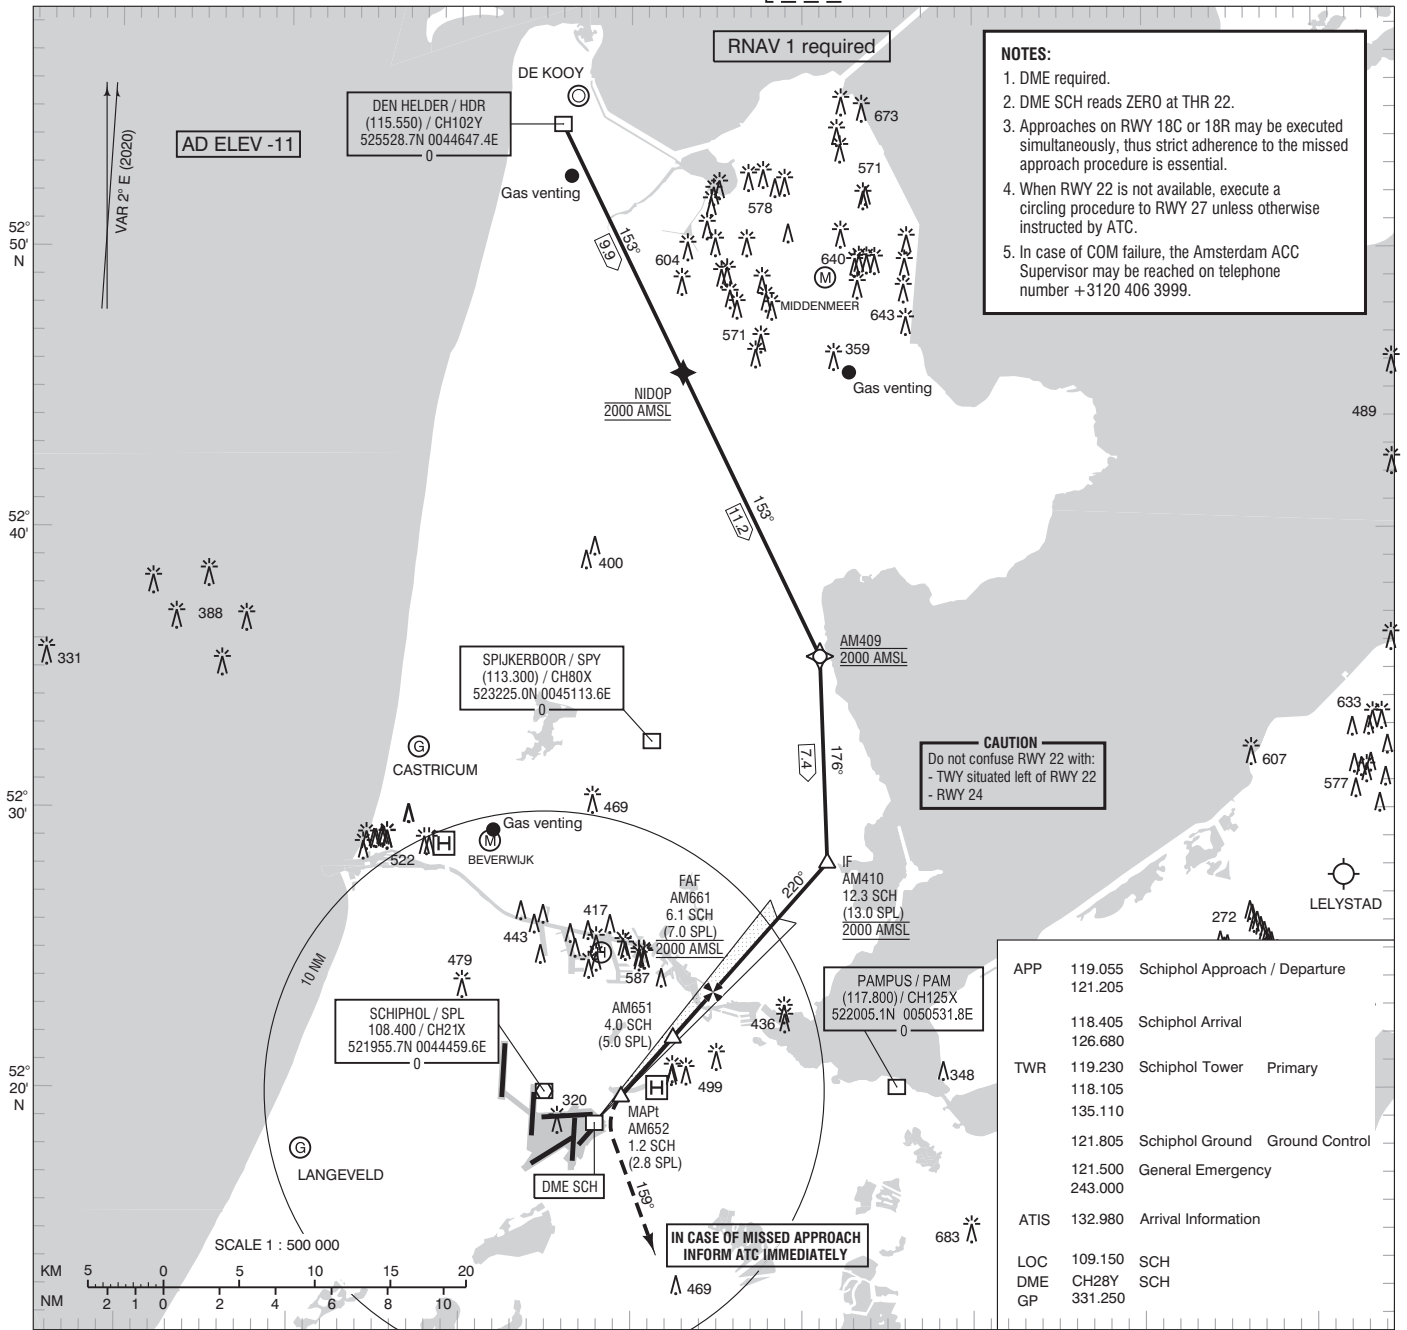 RNAV 1 required
NOTES:
1. DME required.
2. DME SCH reads ZERO at THR 22.
3. Approaches on RWY 18C or 18R may be executed
simultaneously, thus strict adherence to the missed
approach procedure is essential.
4. When RWY 22 is not available, execute a
circling procedure to RWY 27 unless otherwise
instructed by ATC.
5. In case of COM failure, the Amsterdam ACC
Supervisor may be reached on telephone
number +3120 406 3999.
DE KOOY
DEN HELDER / HDR
(115.550) / CH102Y
525528.7N 0044647.4E
0
AD ELEV -11
VAR 2° E (2020)
Gas venting
673
571
578
52°
50'
N
153°
9.9
604
640
M
MIDDENMEER
643
571
359
Gas venting
NIDOP
2000 AMSL
489
153°
11.2
52°
40'
400
388
331
AM409
2000 AMSL
SPIJKERBOOR / SPY
(113.300) / CH80X
523225.0N 0045113.6E
0
G
CASTRICUM
176°
7.4
CAUTION
Do not confuse RWY 22 with:
- TWY situated left of RWY 22
- RWY 24
633
607
577
52°
30'
469
Gas venting
M
BEVERWIJK
H
522
IF
AM410
12.3 SCH
(13.0 SPL)
2000 AMSL
220°
FAF
AM661
6.1 SCH
(7.0 SPL)
2000 AMSL
LELYSTAD
272
417
443
H
587
479
10 NM
SCHIPHOL / SPL
108.400 / CH21X
521955.7N 0044459.6E
0
AM651
4.0 SCH
(5.0 SPL)
436
PAMPUS / PAM
(117.800) / CH125X
522005.1N 0050531.8E
0
52°
20'
N
499
H
348
320
MAPt
AM652
1.2 SCH
(2.8 SPL)
DME SCH
G
LANGEVELD
159°
IN CASE OF MISSED APPROACH
INFORM ATC IMMEDIATELY
683
469
SCALE 1 : 500 000
KM 5 0 5 10 15 20
NM 2 1 0 2 4 6 8 10
APP 119.055 Schiphol Approach / Departure
121.205
118.405 Schiphol Arrival
126.680
TWR 119.230 Schiphol Tower Primary
118.105
135.110
121.805 Schiphol Ground Ground Control
121.500 General Emergency
243.000
ATIS 132.980 Arrival Information
LOC 109.150 SCH
DME CH28Y SCH
GP 331.250